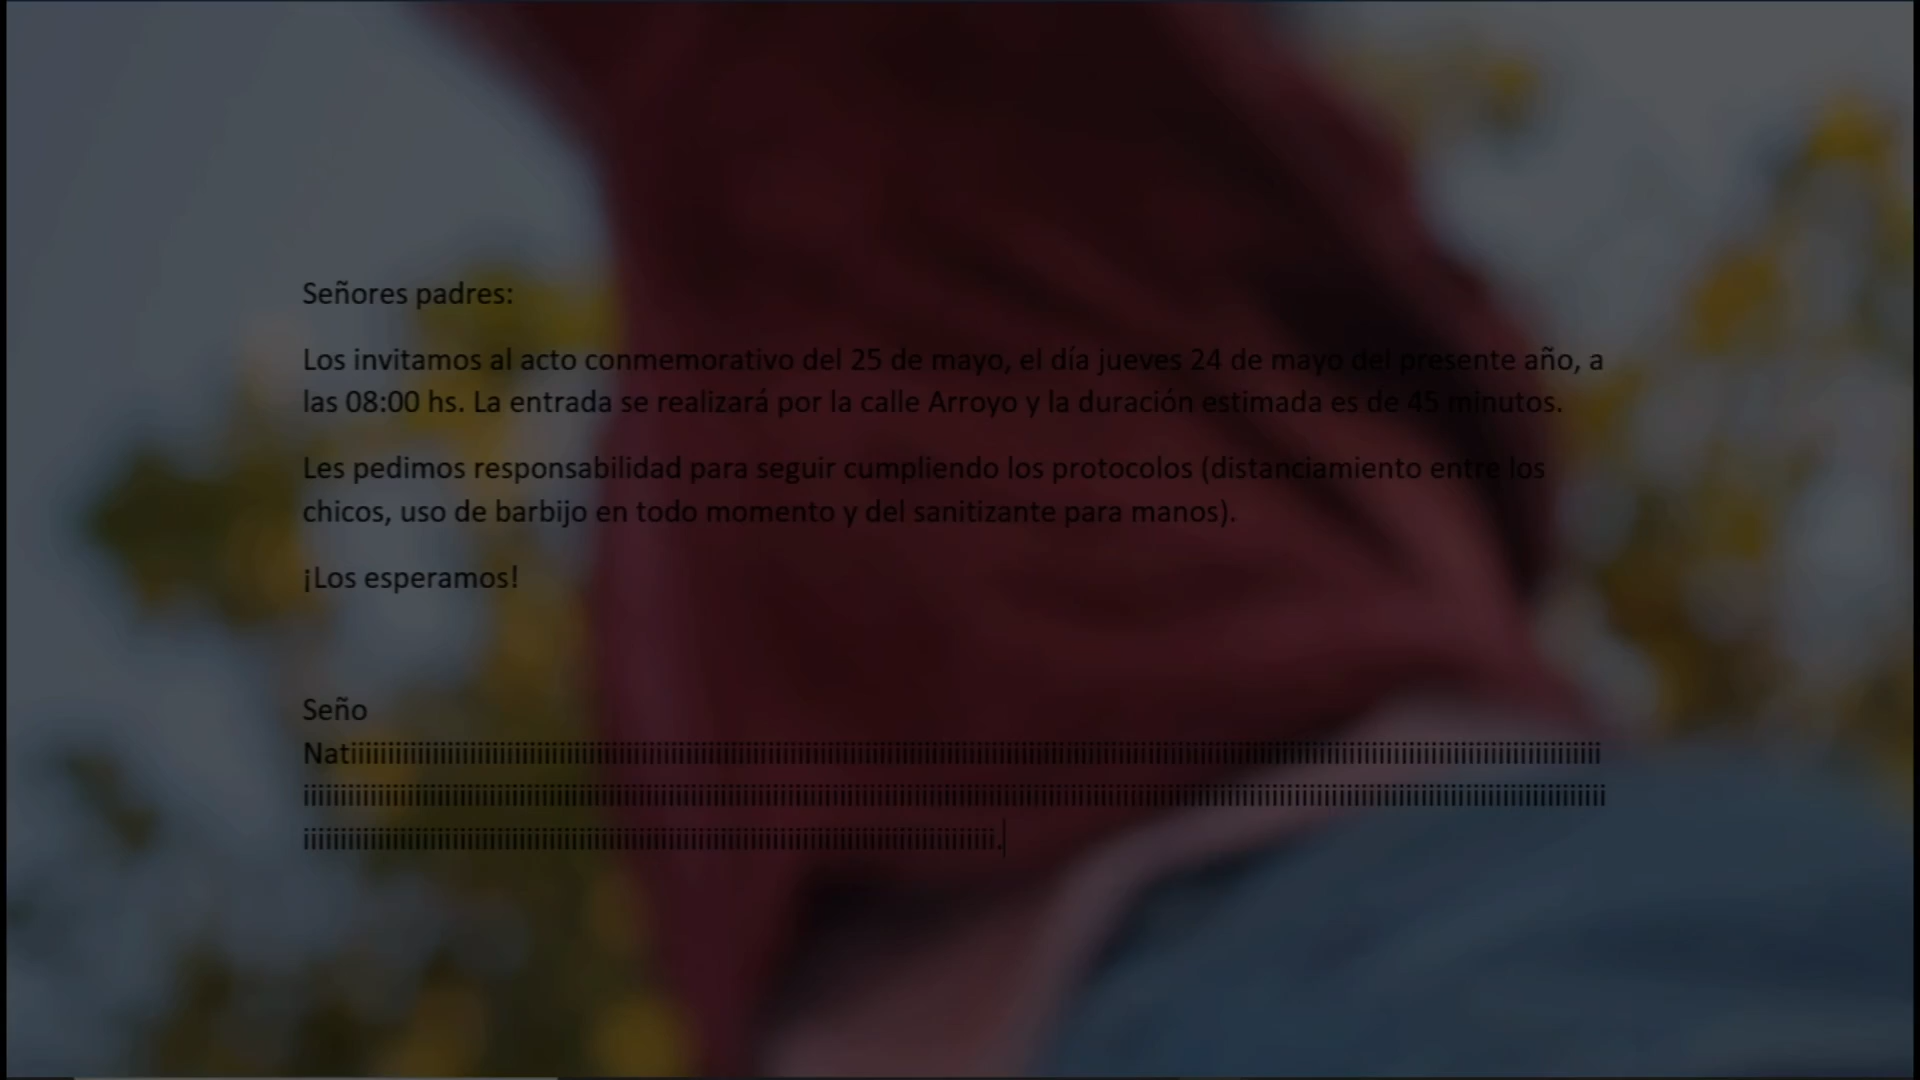 Señores padres:
Los invitamos al acto conmemorativo del 25 de mayo, el día jueves 24 de mayo del presente año, a
las 08:00 hs. La entrada se realizará por la calle Arroyo y la duración estimada es de 45 minutos.
Les pedimos responsabilidad para seguir cumpliendo los protocolos (distanciamiento entre los
chicos, uso de barbijo en todo momento y del sanitizante para manos).
¡Los esperamos!
Seño
Natiiiiiiiiiiiiiiiiiiiiiiiiiiiiiiiiiiiiiiiiiiiiiiiiiiiiiiiiiiiiiiiiiiiiiiiiiiiiiiiiiiiiiiiiiiiiiiiiiiiiiiiiiiiiiiiiiiiiiiiiiiiiiiiiiiiiiiiiiiiiiiiiiiiiiiiiiiiiiiiiiiiiii
iiiiiiiiiiiiiiiiiiiiiiiiiiiiiiiiiiiiiiiiiiiiiiiiiiiiiiiiiiiiiiiiiiiiiiiiiiiiiiiiiiiiiiiiiiiiiiiiiiiiiiiiiiiiiiiiiiiiiiiiiiiiiiiiiiiiiiiiiiiiiiiiiiiiiiiiiiiiiiiiiiiiiiiiiiiii
iiiiiiiiiiiiiiiiiiiiiiiiiiiiiiiiiiiiiiiiiiiiiiiiiiiiiiiiiiiiiiiiiiiiiiiiiiiiiiiiiiiiiiiiiiiii.